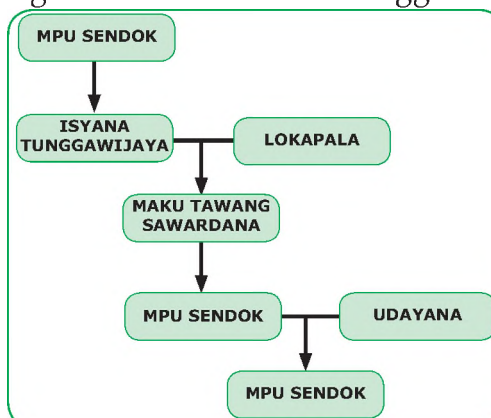 MPU SENDOK
ISYANA
TUNGGAWIJAYA
LOKAPALA
MAKU TAWANG
SAWARDANA
MPU SENDOK
UDAYANA
MPU SENDOK